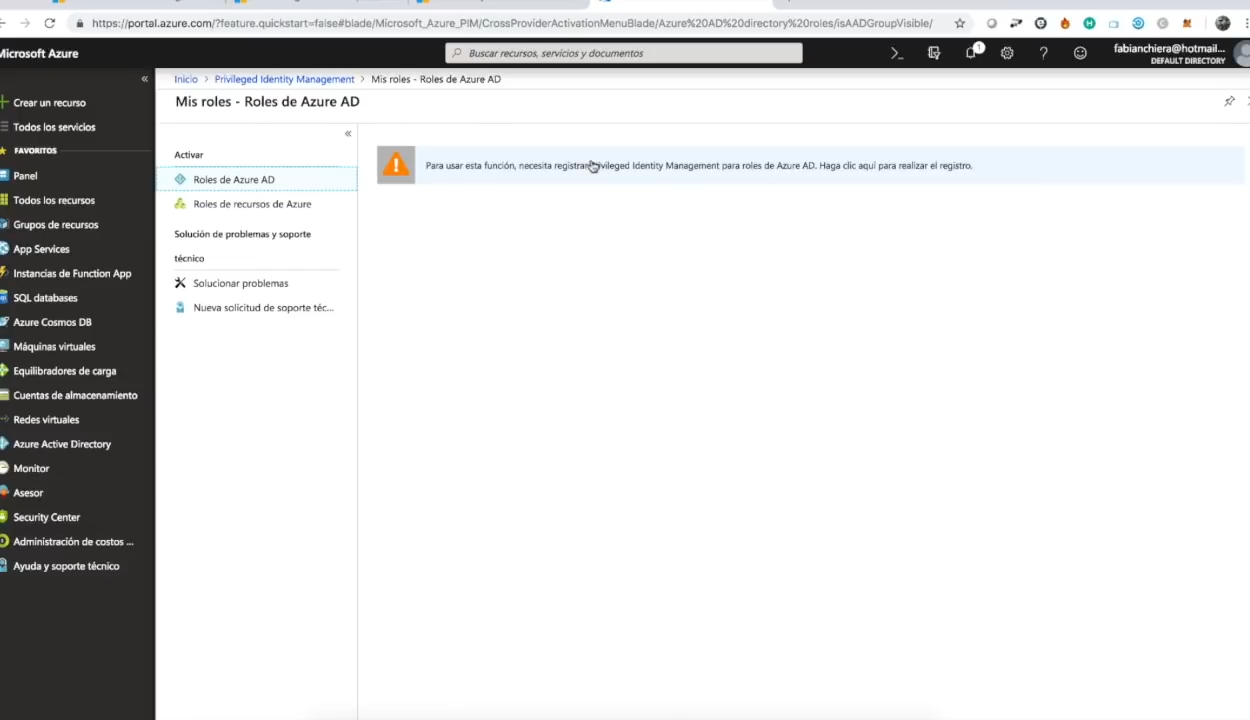 https://portal.azure.com/?feature.quickstart=false#blade/Microsoft_Azure_PIM/CrossProviderActivationMenuBlade/Azure%20AD%20directory%20roles/isAADGroupVisible/
Microsoft Azure
Buscar recursos, servicios y documentos
1
fabianchiera@hotmail...
DEFAULT DIRECTORY
«
Crear un recurso
Todos los servicios
FAVORITOS
Panel
Todos los recursos
Grupos de recursos
App Services
Instancias de Function App
SQL databases
Azure Cosmos DB
Máquinas virtuales
Equilibradores de carga
Cuentas de almacenamiento
Redes virtuales
Azure Active Directory
Monitor
Asesor
Security Center
Administración de costos ...
Ayuda y soporte técnico
Inicio > Privileged Identity Management > Mis roles - Roles de Azure AD
Mis roles - Roles de Azure AD
«
Activar
Roles de Azure AD
Roles de recursos de Azure
Solución de problemas y soporte
técnico
Solucionar problemas
Nueva solicitud de soporte téc...
Para usar esta función, necesita registrar Privileged Identity Management para roles de Azure AD. Haga clic aquí para realizar el registro.